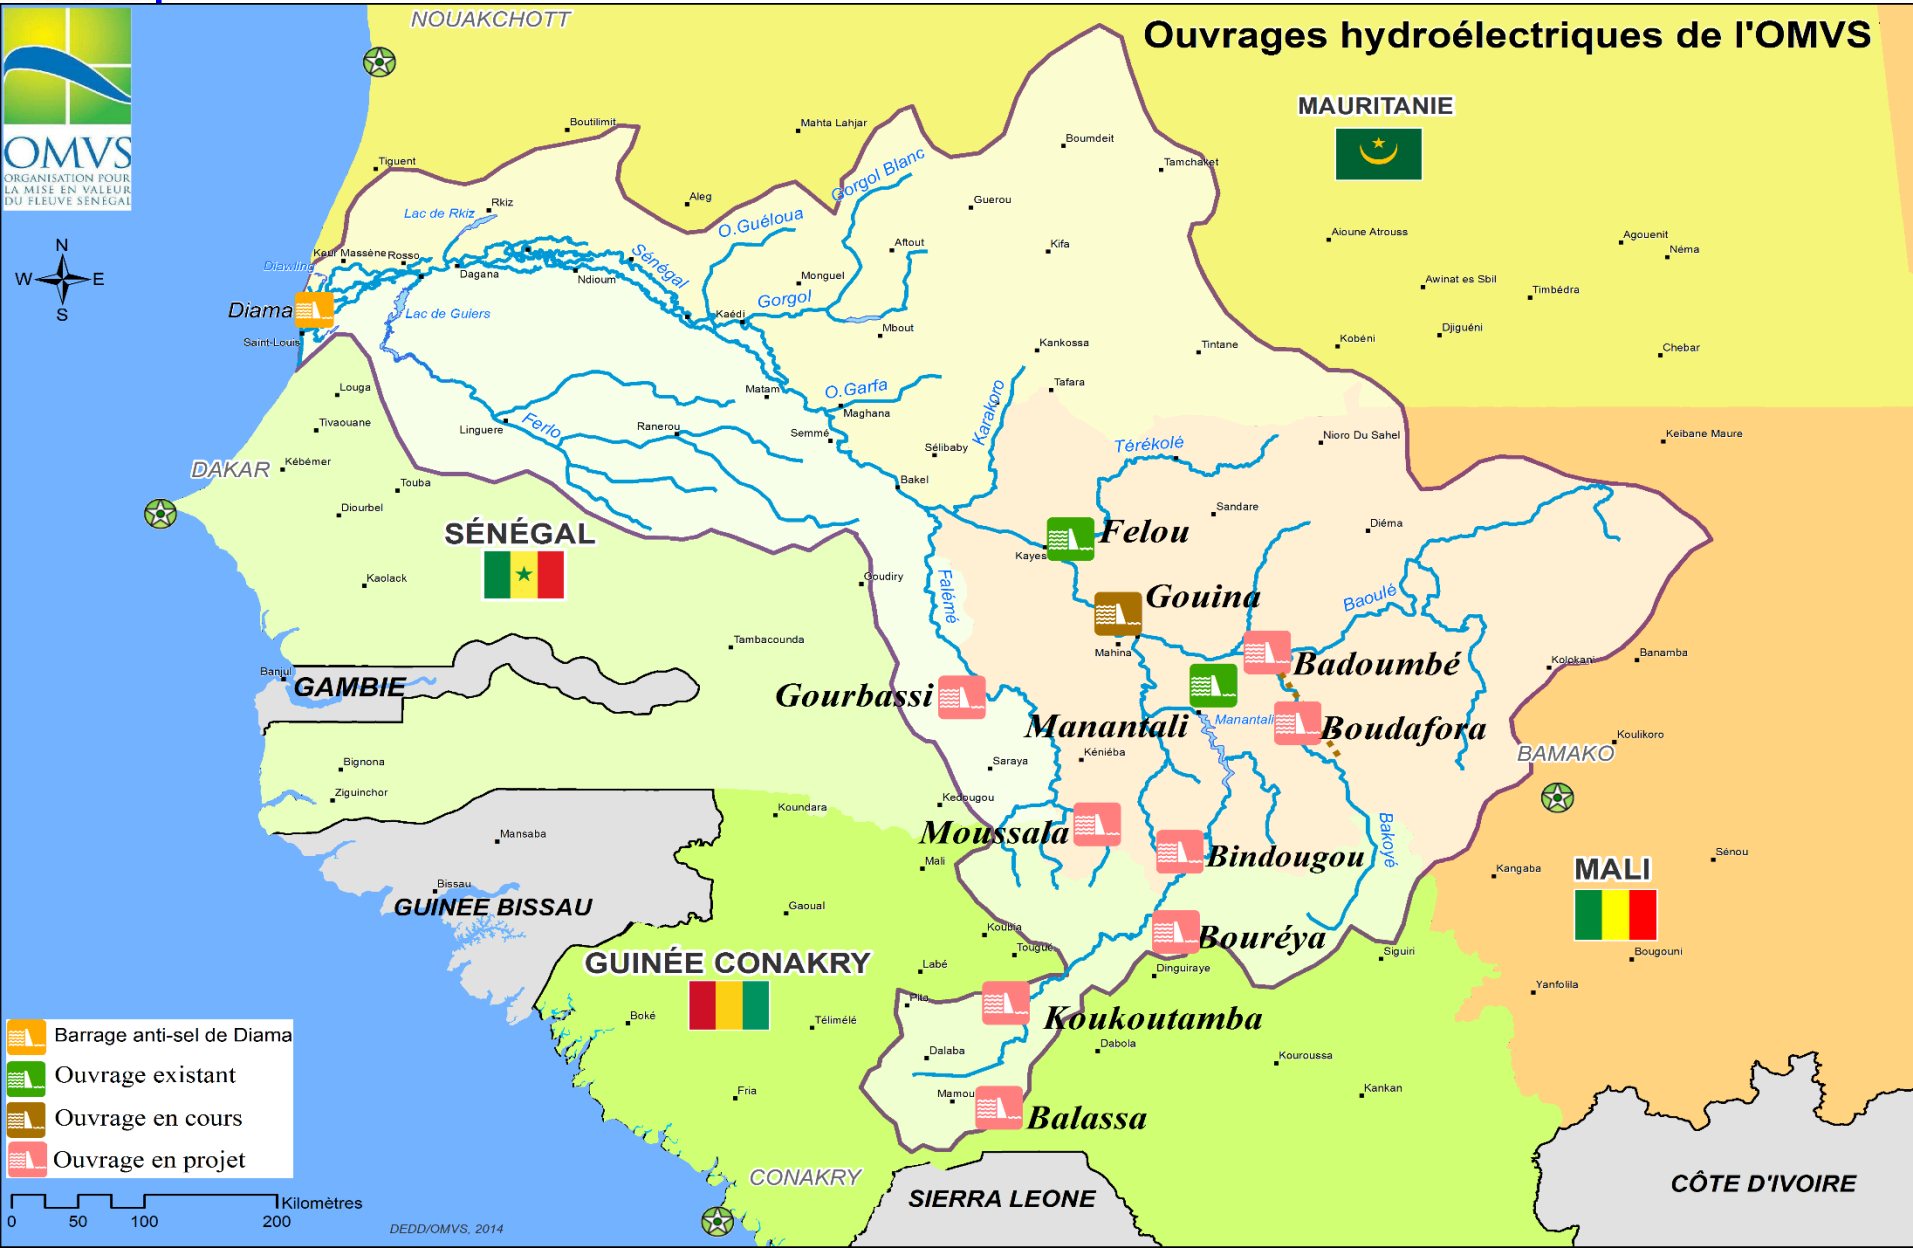 NOUAKCHOTT
Ouvrages hydroélectriques de l'OMVS
OMVS
ORGANISATION POUR
LA MISE EN VALEUR
DU FLEUVE SÉNÉGAL
MAURITANIE
Boutilimit
Mahta Lahjar
Boumdeit
Tamchaket
Tiguent
Gorgol Blanc
Aleg
Rkiz
Lac de Rkiz
Guerou
O.Guéloua
Aioune Atrouss
Agouenit
Néma
Aftout
Kifa
N
W
E
S
Keur Massène
Rosso
Diawling
Dagana
Ndioum
Sénégal
Monguel
Awinat es Sbil
Timbédra
Diama
Lac de Guiers
Kaédi
Gorgol
Mbout
Djiguéni
Saint-Louis
Kankossa
Tintane
Kobéni
Chebar
Louga
Matam
O.Garfa
Maghana
Karakoro
Tafara
Tivaouane
Linguere
Ferlo
Ranerou
Semmé
Sélibaby
Térékolé
Nioro Du Sahel
Keibane Maure
DAKAR
Kébémer
Touba
Bakel
Diourbel
Sandare
Diéma
SÉNÉGAL
Felou
Kayes
Kaolack
Goudiry
Falémé
Gouina
Baoulé
Tambacounda
Mahina
Badoumbé
Kolokani
Banamba
Banjul
GAMBIE
Gourbassi
Manantali
Manantali
Boudafora
Koulikoro
BAMAKO
Bignona
Saraya
Kéniéba
Ziguinchor
Kedougou
Koundara
Mansaba
Moussala
Bindougou
Bakoyé
Sénou
Mali
Kangaba
MALI
Bissau
GUINEE BISSAU
Gaoual
Koubia
Tougué
Bouréya
Siguiri
Bougouni
GUINÉE CONAKRY
Labé
Dinguiraye
Yanfolila
Pita
Boké
Télimélé
Koukoutamba
Dabola
Dalaba
Kouroussa
Fria
Mamou
Kankan
Balassa
Barrage anti-sel de Diama
Ouvrage existant
Ouvrage en cours
Ouvrage en projet
CONAKRY
SIERRA LEONE
CÔTE D'IVOIRE
Kilomètres
0 50 100 200
DEDD/OMVS, 2014